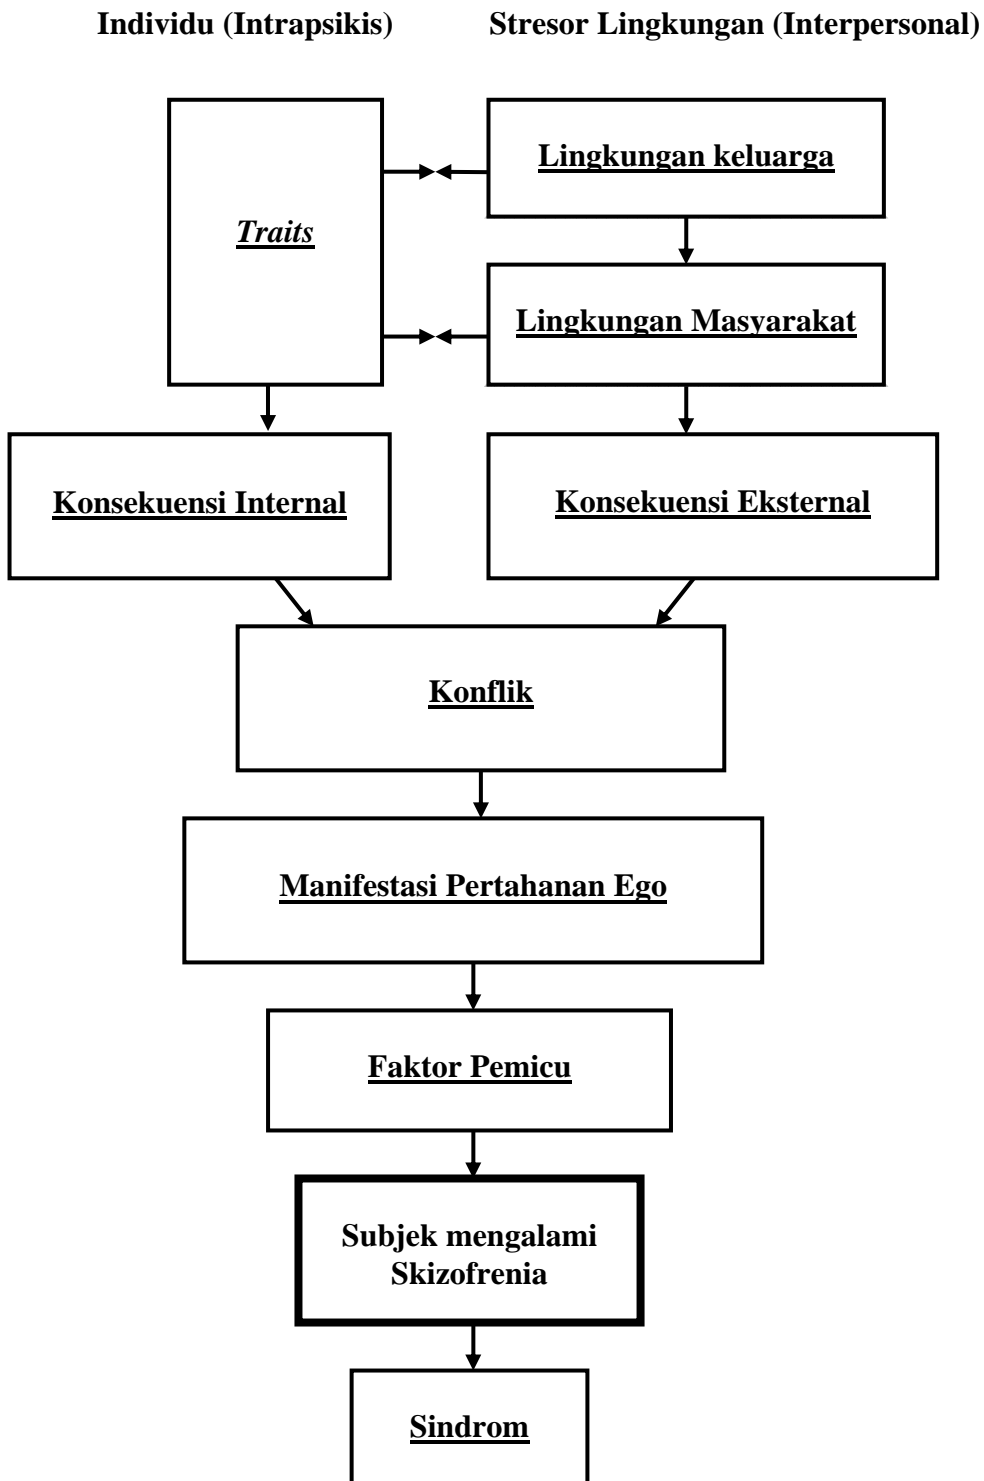 Individu (Intrapsikis)
Stresor Lingkungan (Interpersonal)
Traits
Lingkungan keluarga
Lingkungan Masyarakat
Konsekuensi Internal
Konsekuensi Eksternal
Konflik
Manifestasi Pertahanan Ego
Faktor Pemicu
Subjek mengalami
Skizofrenia
Sindrom